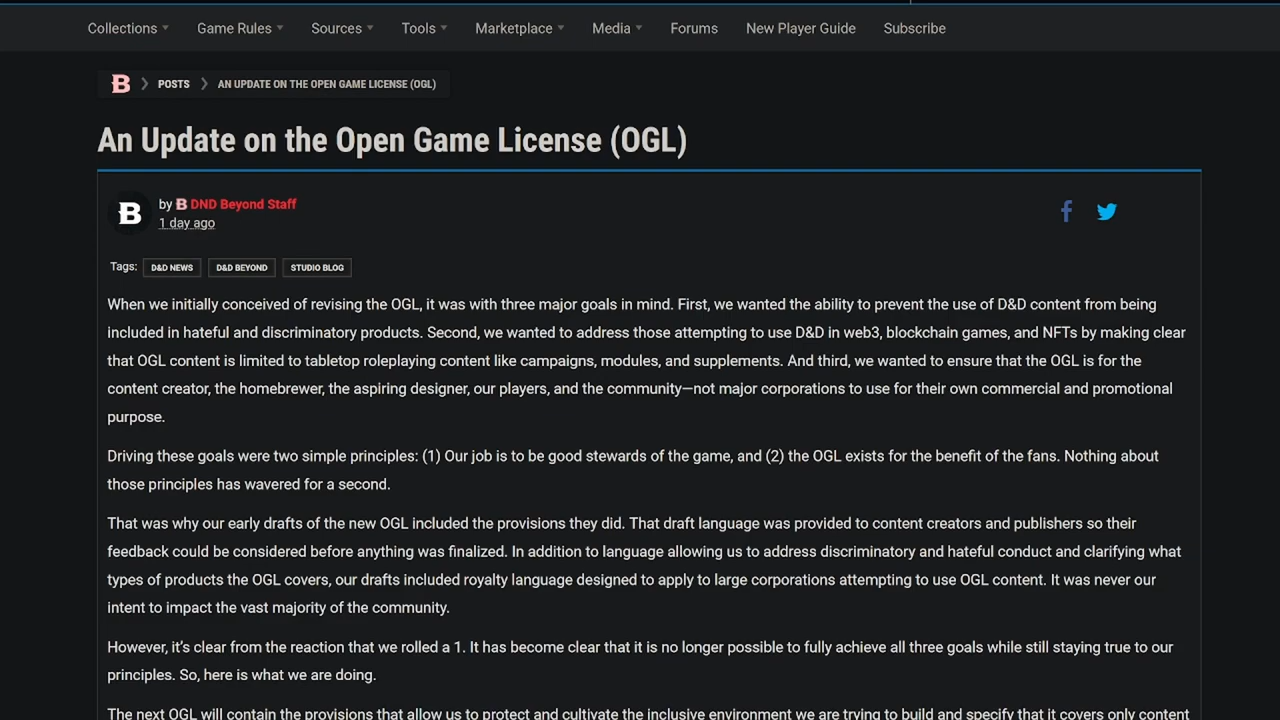 Collections Game Rules Sources Tools Marketplace Media Forums New Player Guide Subscribe
POSTS AN UPDATE ON THE OPEN GAME LICENSE (OGL)
An Update on the Open Game License (OGL)
by DND Beyond Staff
1 day ago
Tags: D&D NEWS D&D BEYOND STUDIO BLOG
When we initially conceived of revising the OGL, it was with three major goals in mind. First, we wanted the ability to prevent the use of D&D content from being
included in hateful and discriminatory products. Second, we wanted to address those attempting to use D&D in web3, blockchain games, and NFTs by making clear
that OGL content is limited to tabletop roleplaying content like campaigns, modules, and supplements. And third, we wanted to ensure that the OGL is for the
content creator, the homebrewer, the aspiring designer, our players, and the community—not major corporations to use for their own commercial and promotional
purpose.
Driving these goals were two simple principles: (1) Our job is to be good stewards of the game, and (2) the OGL exists for the benefit of the fans. Nothing about
those principles has wavered for a second.
That was why our early drafts of the new OGL included the provisions they did. That draft language was provided to content creators and publishers so their
feedback could be considered before anything was finalized. In addition to language allowing us to address discriminatory and hateful conduct and clarifying what
types of products the OGL covers, our drafts included royalty language designed to apply to large corporations attempting to use OGL content. It was never our
intent to impact the vast majority of the community.
However, it's clear from the reaction that we rolled a 1. It has become clear that it is no longer possible to fully achieve all three goals while still staying true to our
principles. So, here is what we are doing.
The next OGL will contain the provisions that allow us to protect and cultivate the inclusive environment we are trying to build and specify that it covers only content